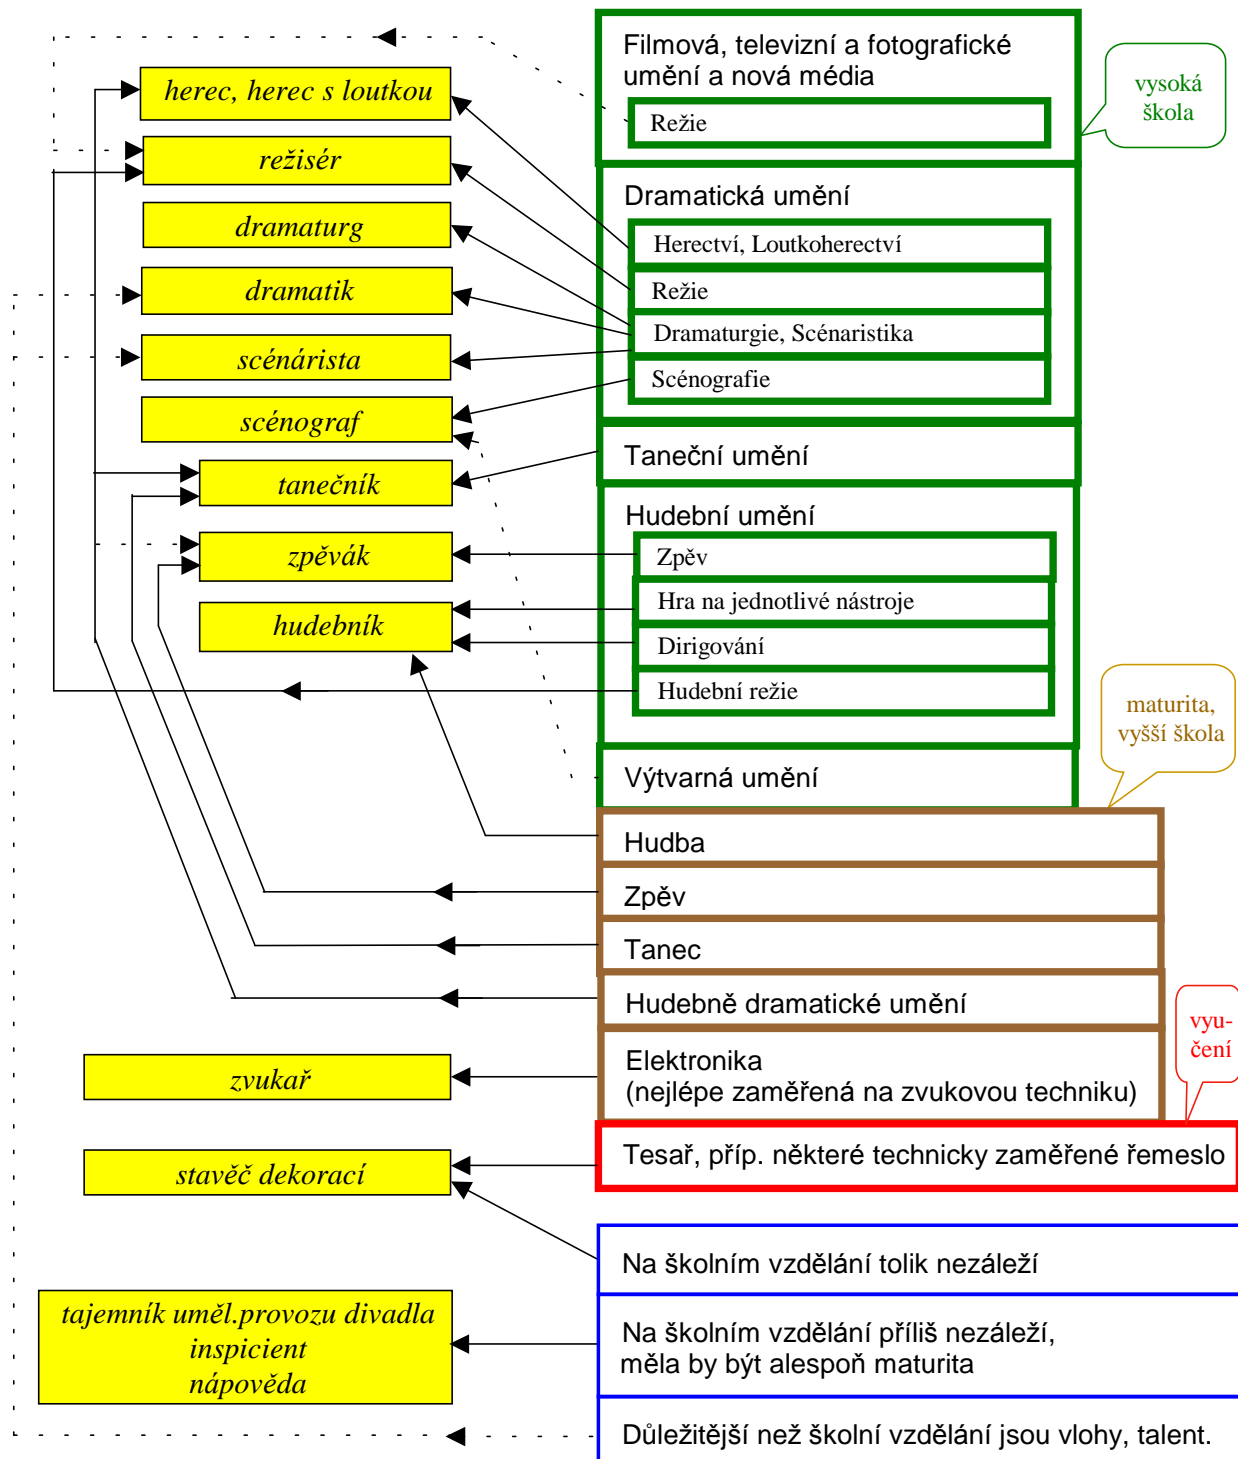 herec, herec s loutkou
režisér
dramaturg
dramatik
scénárista
scénograf
tanečník
zpěvák
hudebník
zvukař
stavěč dekorací
tajemník uměl.provozu divadla
inspicient
nápověda
Filmová, televizní a fotografické
umění a nová média
Režie
Dramatická umění
Herectví, Loutkoherectví
Režie
Dramaturgie, Scénaristika
Scénografie
Taneční umění
Hudební umění
Zpěv
Hra na jednotlivé nástroje
Dirigování
Hudební režie
Výtvarná umění
Hudba
Zpěv
Tanec
Hudebně dramatické umění
Elektronika
(nejlépe zaměřená na zvukovou techniku)
Tesař, příp. některé technicky zaměřené řemeslo
Na školním vzdělání tolik nezáleží
Na školním vzdělání příliš nezáleží,
měla by být alespoň maturita
Důležitější než školní vzdělání jsou vlohy, talent.
vysoká
škola
maturita,
vyšší škola
vyu-
čení